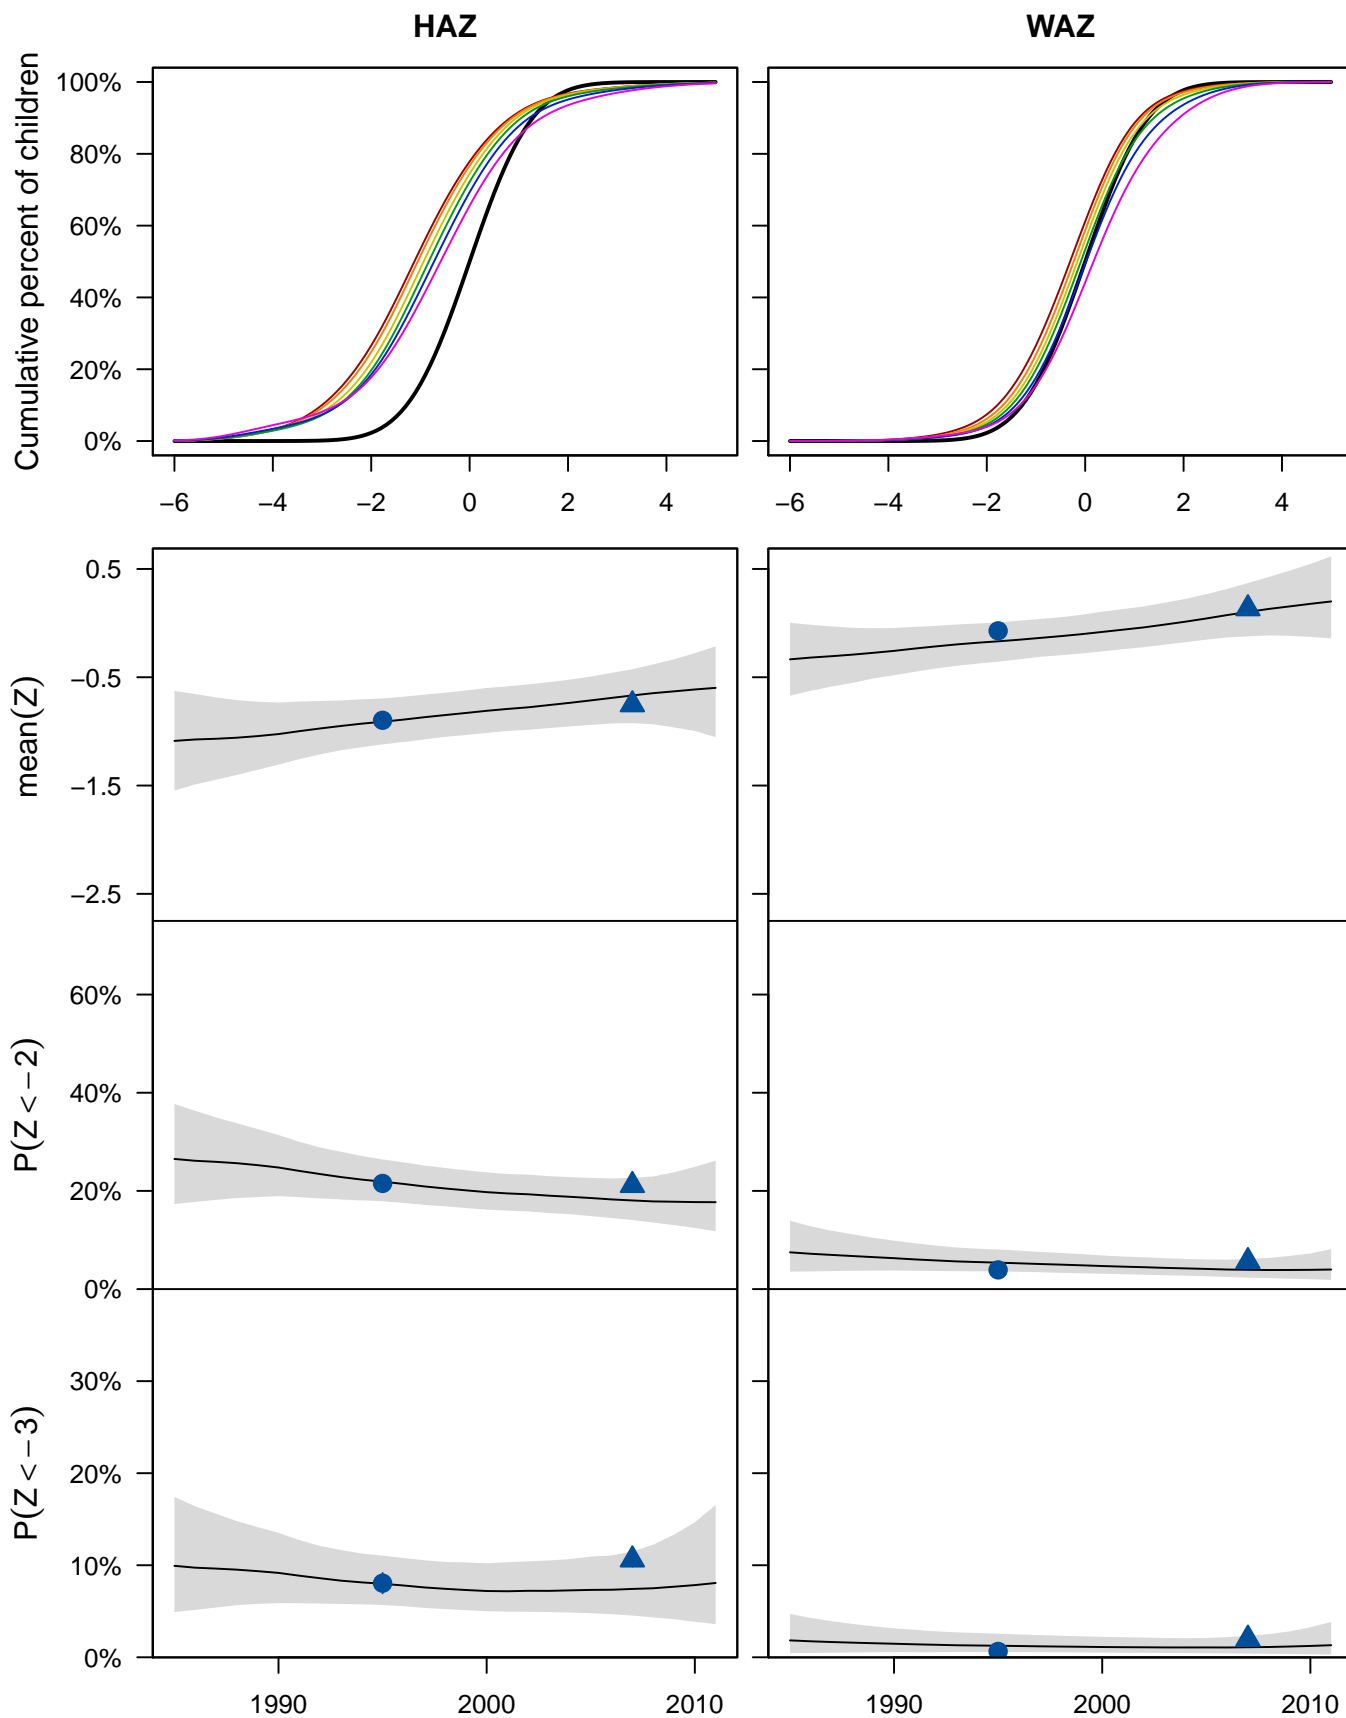 HAZ
WAZ
Cumulative percent of children
100%
80%
60%
40%
20%
0%
−6 −4 −2 0 2 4
−6 −4 −2 0 2 4
mean(Z)
0.5
−0.5
−1.5
−2.5
P(Z < −2)
60%
40%
20%
0%
P(Z < −3)
30%
20%
10%
0%
1990 2000 2010
1990 2000 2010